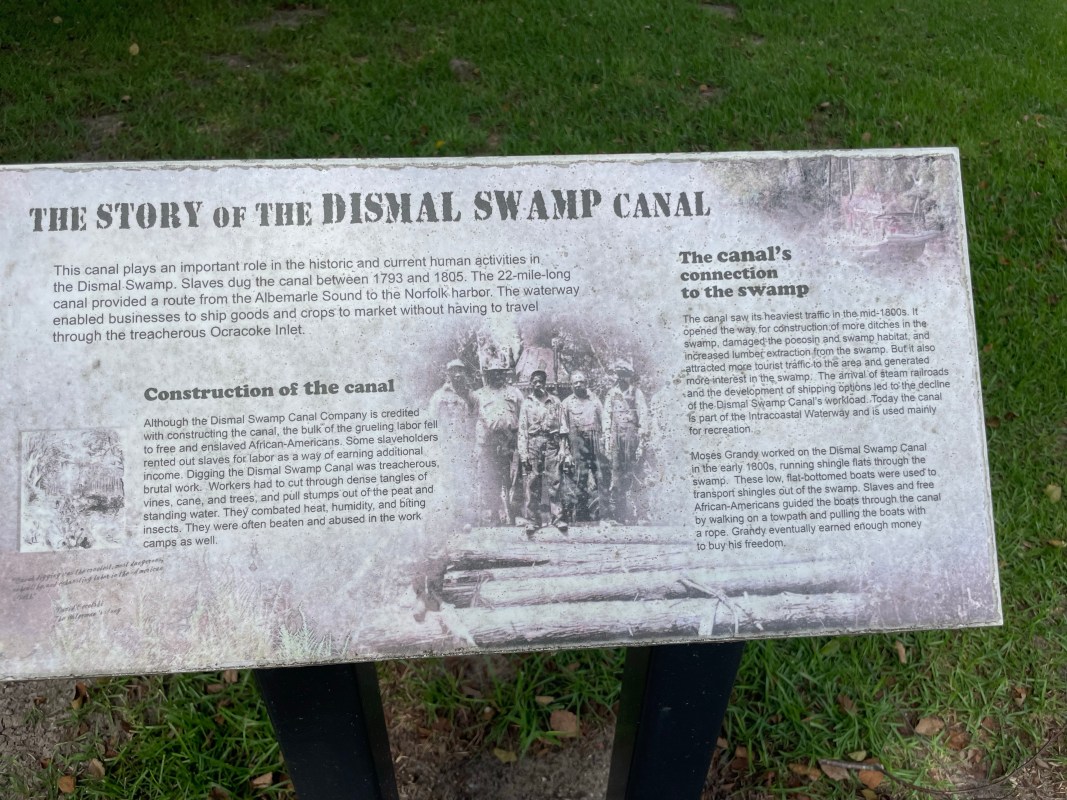 THE STORY OF THE DISMAL SWAMP CANAL
This canal plays an important role in the historic and current human activities in
the Dismal Swamp. Slaves dug the canal between 1793 and 1805. The 22-mile-long
canal provided a route from the Albemarle Sound to the Norfolk harbor. The waterway
enabled businesses to ship goods and crops to market without having to travel
through the treacherous Ocracoke Inlet.
Construction of the canal
Although the Dismal Swamp Canal Company is credited
with constructing the canal, the bulk of the grueling labor fell
to free and enslaved African-Americans. Some slaveholders
rented out slaves for labor as a way of earning additional
income. Digging the Dismal Swamp Canal was treacherous,
brutal work. Workers had to cut through dense tangles of
vines, cane, and trees, and pull stumps out of the peat and
standing water. They combated heat, humidity, and biting
insects. They were often beaten and abused in the work
camps as well.
The canal's
connection
to the swamp
The canal saw its heaviest traffic in the mid-1800s. It
opened the way for construction of more ditches in the
swamp, damaged the pocosin and swamp habitat, and
increased lumber extraction from the swamp. But it also
attracted more tourist traffic to the area and generated
more interest in the swamp. The arrival of steam railroads
and the development of shipping options led to the decline
of the Dismal Swamp Canal's workload. Today the canal
is part of the Intracoastal Waterway and is used mainly
for recreation.
Moses Grandy worked on the Dismal Swamp Canal
in the early 1800s, running shingle flats through the
swamp. These low, flat-bottomed boats were used to
transport shingles out of the swamp. Slaves and free
African-Americans guided the boats through the canal
by walking on a towpath and pulling the boats with
a rope. Grandy eventually earned enough money
to buy his freedom.